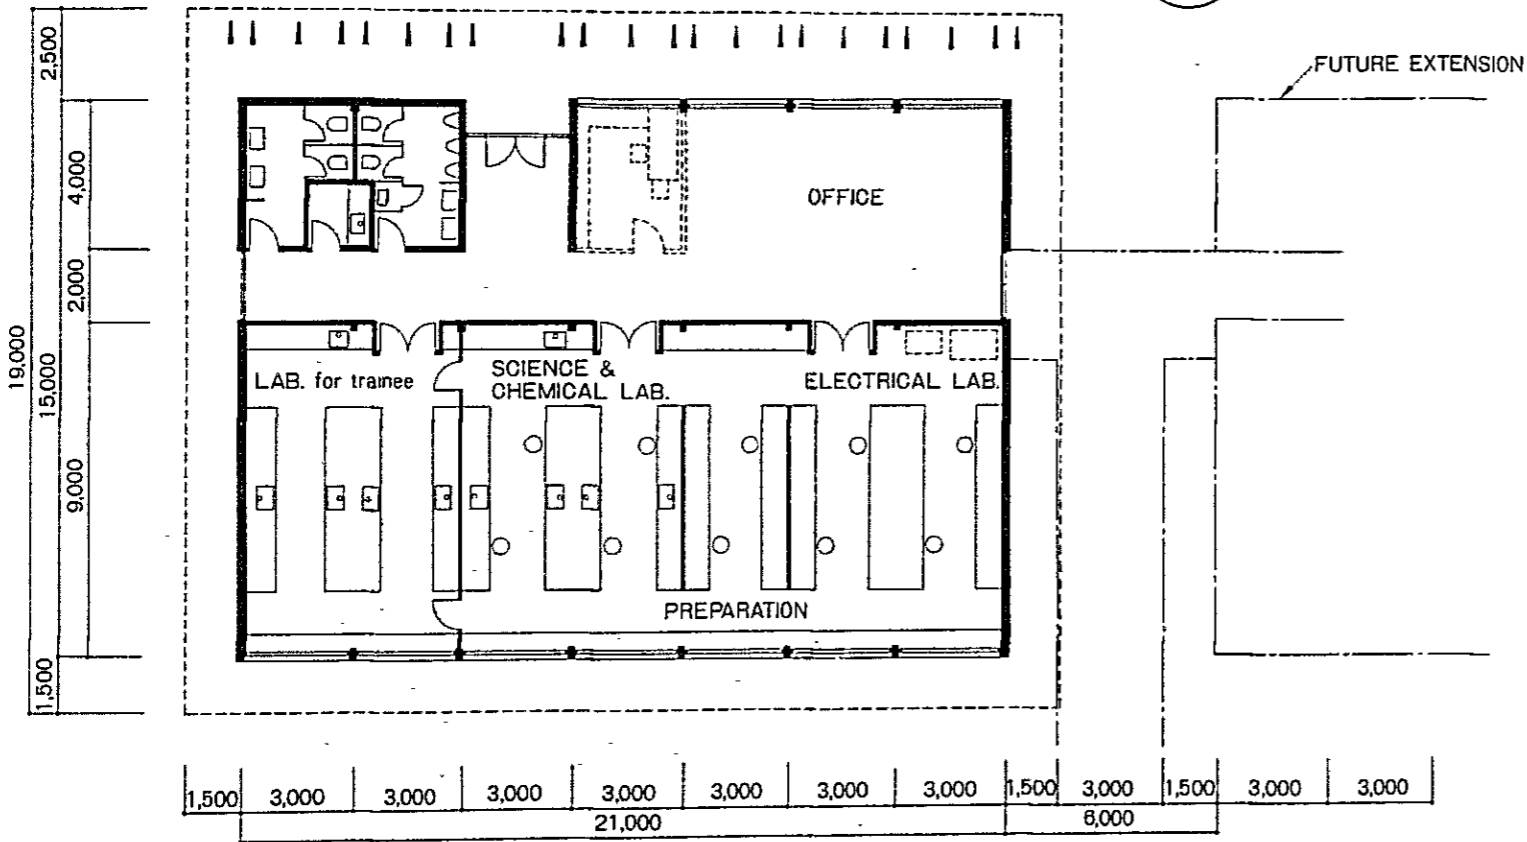 FUTURE EXTENSION
2,500
4,000
OFFICE
2,000
19,000
15,000
LAB. for trainee
SCIENCE &
CHEMICAL LAB.
ELECTRICAL LAB.
9,000
PREPARATION
1,500
1,500 3,000 3,000 3,000 3,000 3,000 3,000 3,000 1,500 3,000 1,500 3,000 3,000
21,000 6,000